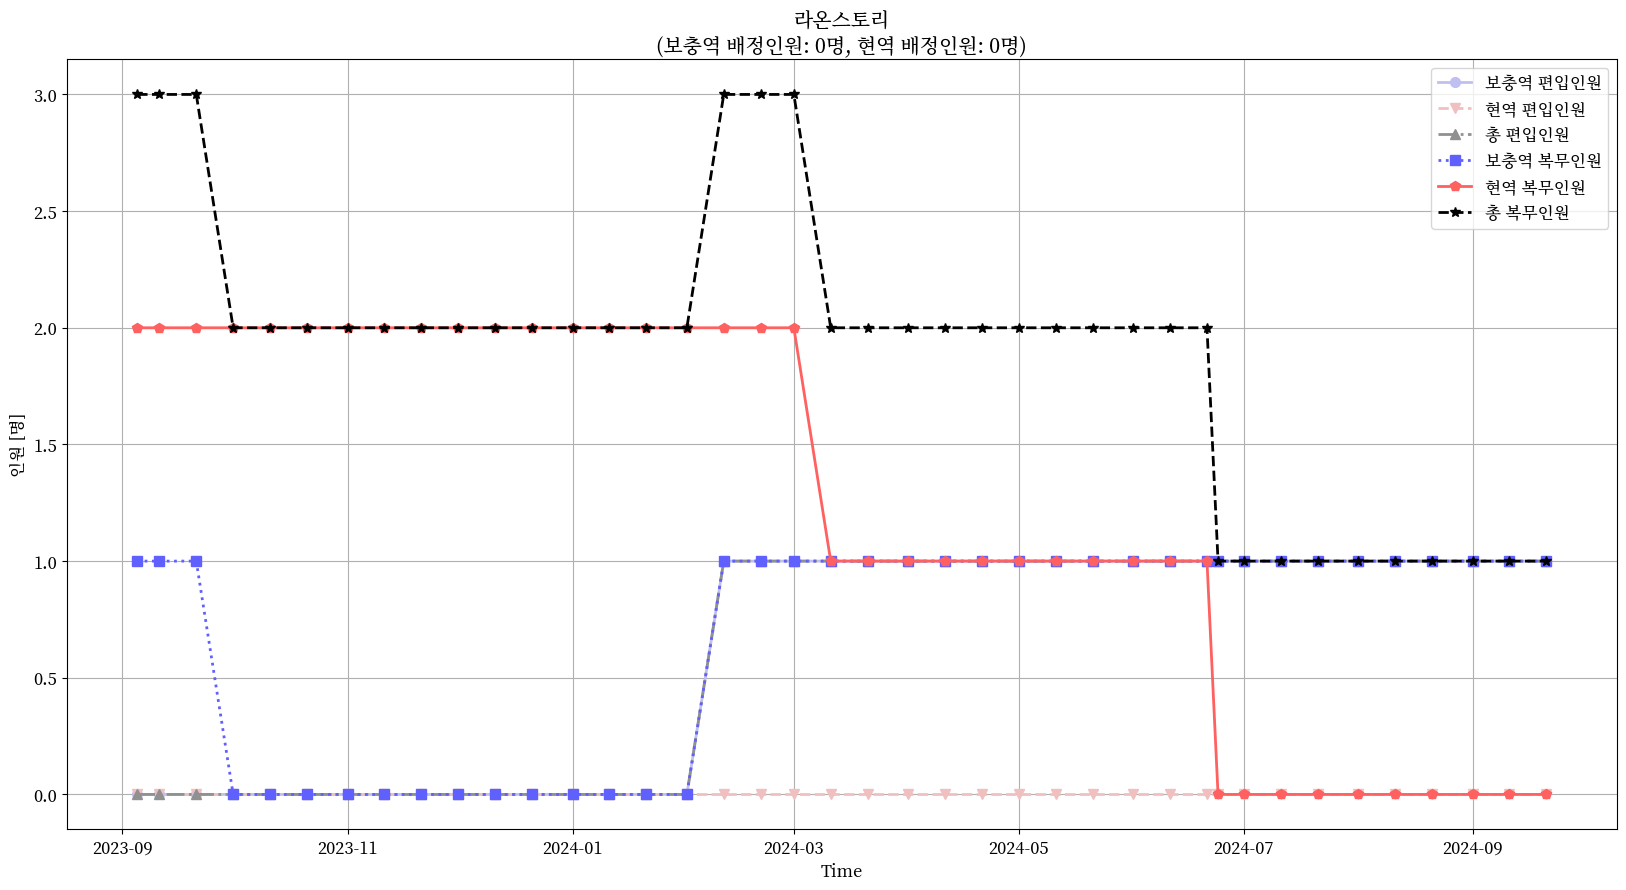 라온스토리
(보충역 배정인원: 0명, 현역 배정인원: 0명)
보충역 편입인원
현역 편입인원
총 편입인원
보충역 복무인원
현역 복무인원
총 복무인원
인원 [명]
3.0
2.5
2.0
1.5
1.0
0.5
0.0
2023-09
2023-11
2024-01
2024-03
2024-05
2024-07
2024-09
Time